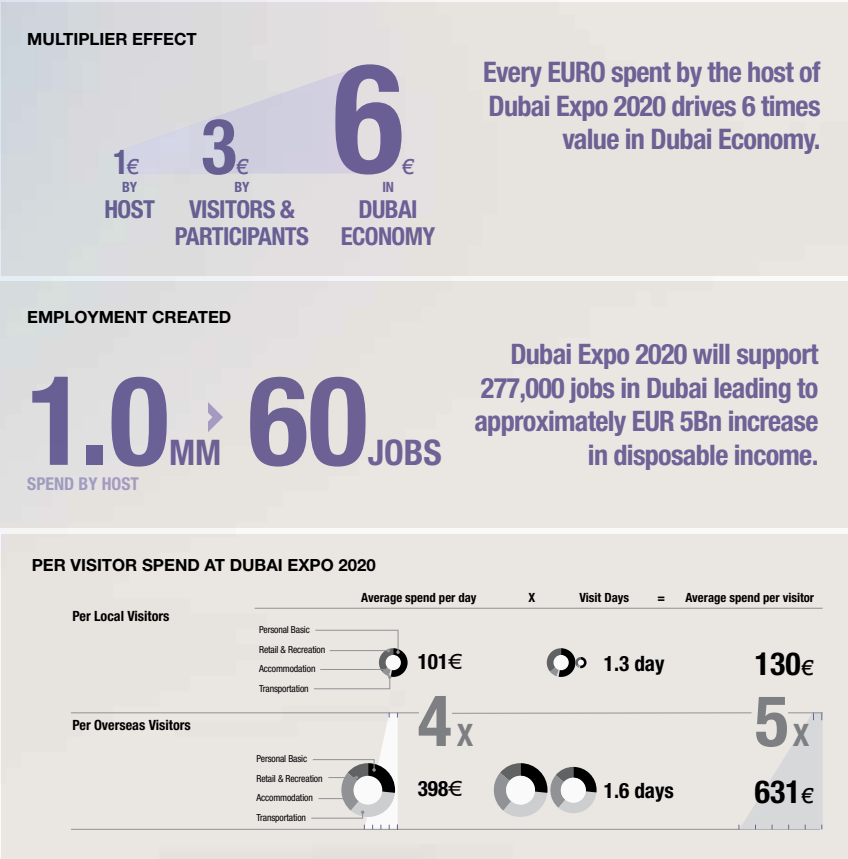 MULTIPLIER EFFECT
1€
BY
HOST
3€
BY
VISITORS &
PARTICIPANTS
6€
IN
DUBAI
ECONOMY
Every EURO spent by the host of
Dubai Expo 2020 drives 6 times
value in Dubai Economy.
EMPLOYMENT CREATED
1.0MM > 60JOBS
SPEND BY HOST
Dubai Expo 2020 will support
277,000 jobs in Dubai leading to
approximately EUR 5Bn increase
in disposable income.
PER VISITOR SPEND AT DUBAI EXPO 2020
Average spend per day X Visit Days = Average spend per visitor
Per Local Visitors
Personal Basic
Retail & Recreation
Accommodation
Transportation
101€ 1.3 day 130€
4x 5x
Per Overseas Visitors
Personal Basic
Retail & Recreation
Accommodation
Transportation
398€ 1.6 days 631€